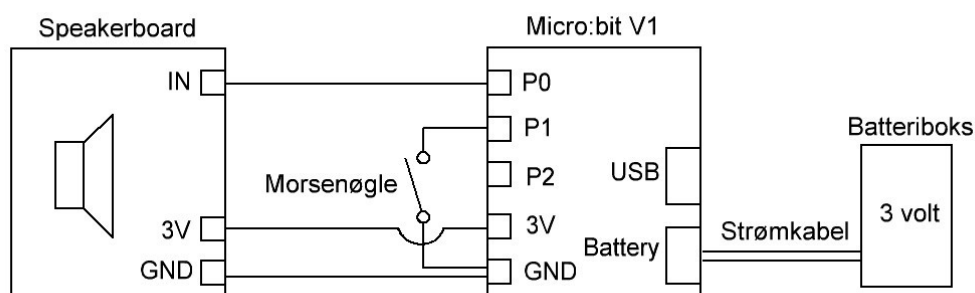 Speakerboard
IN
3V
GND
Morsenøgle
Micro:bit V1
P0
P1
P2
3V
GND
USB
Battery
Strømkabel
Batteriboks
3 volt